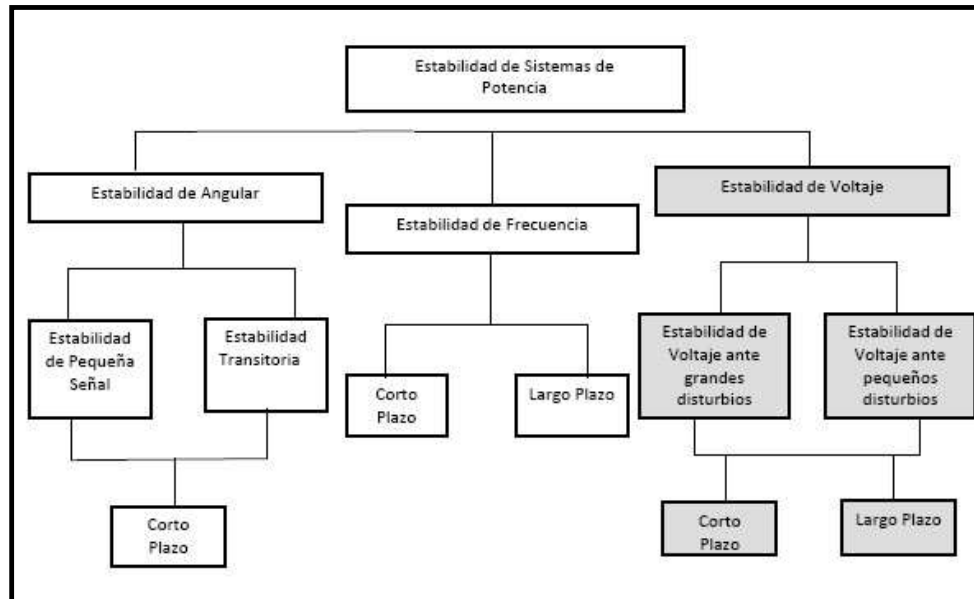 Estabilidad de Sistemas de
Potencia
Estabilidad de Angular
Estabilidad de Frecuencia
Estabilidad de Voltaje
Estabilidad
de Pequeña
Señal
Estabilidad
Transitoria
Corto
Plazo
Corto
Plazo
Largo Plazo
Estabilidad de
Voltaje ante
grandes
disturbios
Estabilidad de
Voltaje ante
pequeños
disturbios
Corto
Plazo
Largo Plazo